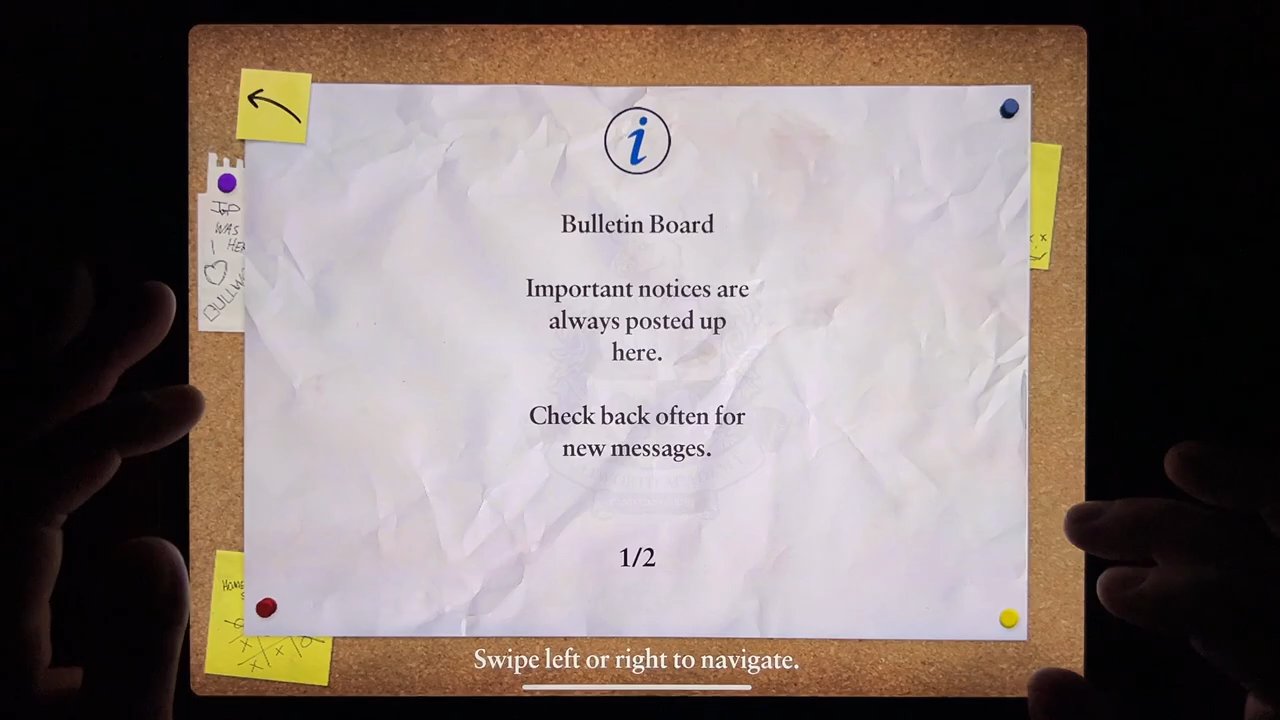 i
Bulletin Board
Important notices are
always posted up
here.
Check back often for
new messages.
1/2
Swipe left or right to navigate.
WAS
I